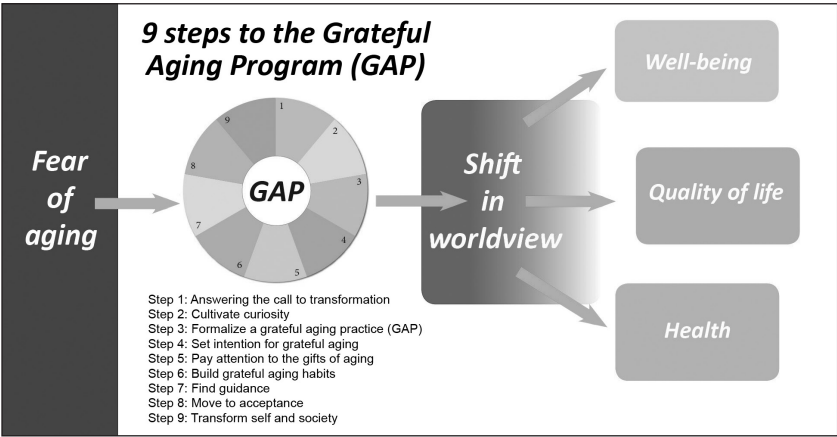 9 steps to the Grateful
Aging Program (GAP)
Fear
of
aging
1
2
3
4
5
6
7
8
9
GAP
Step 1: Answering the call to transformation
Step 2: Cultivate curiosity
Step 3: Formalize a grateful aging practice (GAP)
Step 4: Set intention for grateful aging
Step 5: Pay attention to the gifts of aging
Step 6: Build grateful aging habits
Step 7: Find guidance
Step 8: Move to acceptance
Step 9: Transform self and society
Shift
in
worldview
Well-being
Quality of life
Health